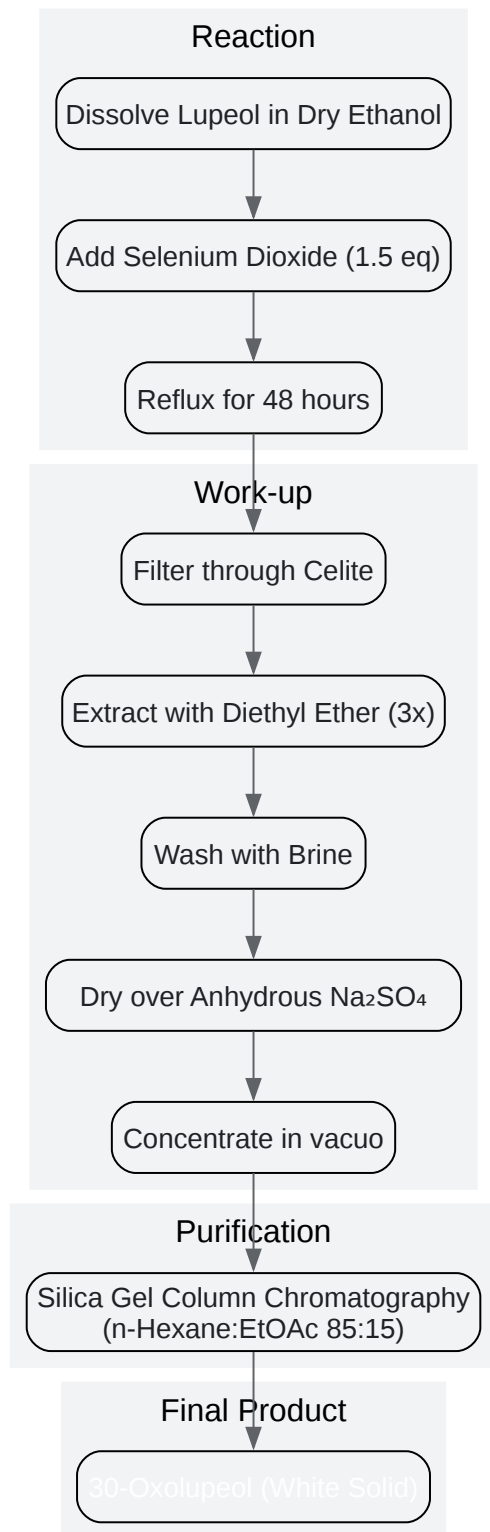 Reaction
Dissolve Lupeol in Dry Ethanol
Add Selenium Dioxide (1.5 eq)
Reflux for 48 hours
Work-up
Filter through Celite
Extract with Diethyl Ether (3x)
Wash with Brine
Dry over Anhydrous Na₂SO₄
Concentrate in vacuo
Purification
Silica Gel Column Chromatography
(n-Hexane:EtOAc 85:15)
Final Product
30-Oxolupeol (White Solid)